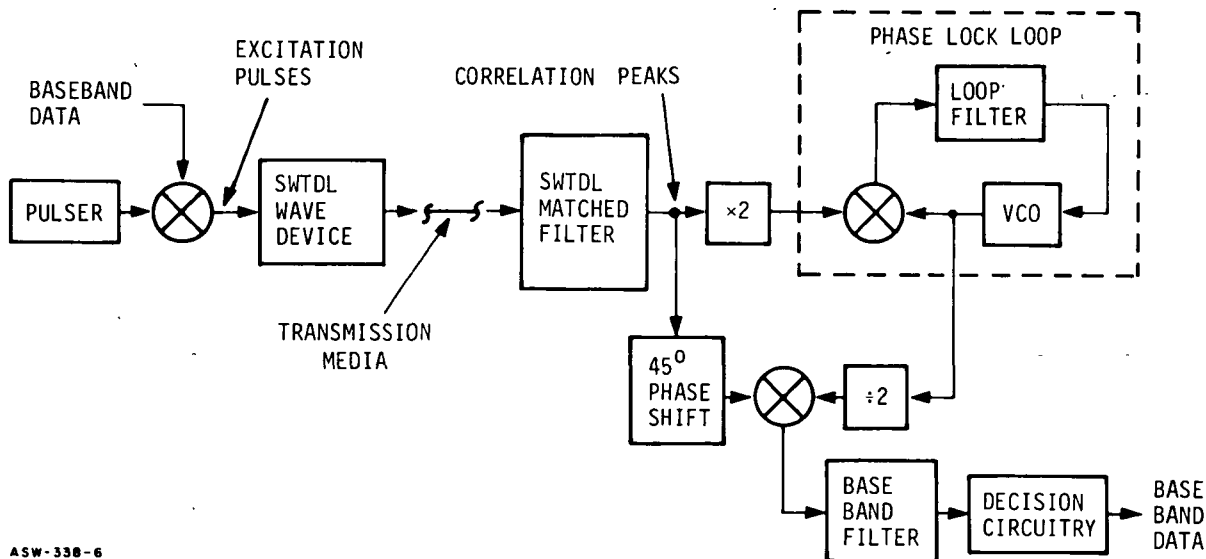 EXCITATION
PULSES
BASEBAND
DATA
PULSER
SWTDL
WAVE
DEVICE
TRANSMISSION
MEDIA
CORRELATION PEAKS
SWTDL
MATCHED
FILTER
×2
PHASE LOCK LOOP
LOOP
FILTER
VCO
45⁰
PHASE
SHIFT
÷2
BASE
BAND
FILTER
DECISION
CIRCUITRY
BASE
BAND
DATA
ASW-338-6